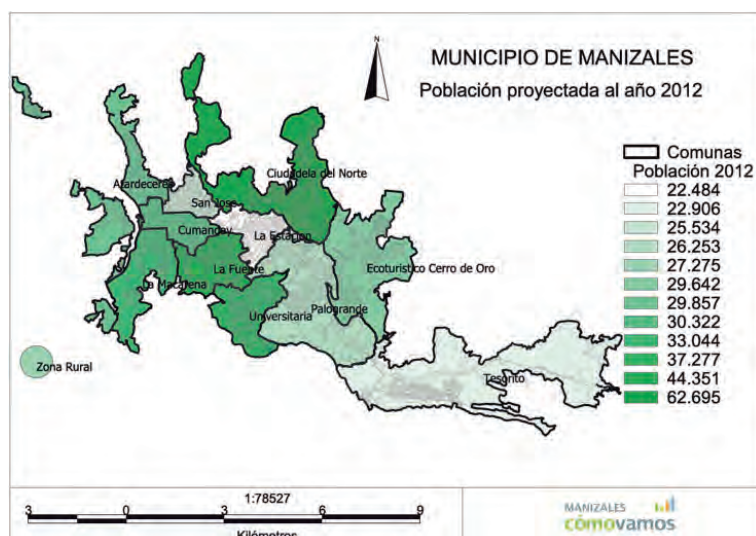 N
MUNICIPIO DE MANIZALES
Población proyectada al año 2012
Comunas
Población 2012
22.484
22.906
25.534
26.253
27.275
29.642
29.857
30.322
33.044
37.277
44.351
62.695
Ciudadela del Norte
Atardeceres
San José
Cumanday
La Estación
La Fuente
Ecoturístico Cerro de Oro
La Macarena
Universitaria
Palogrande
Zona Rural
Tesorito
1:78527
3 0 3 6 9
Kilómetros
MANIZALES
cómovamos